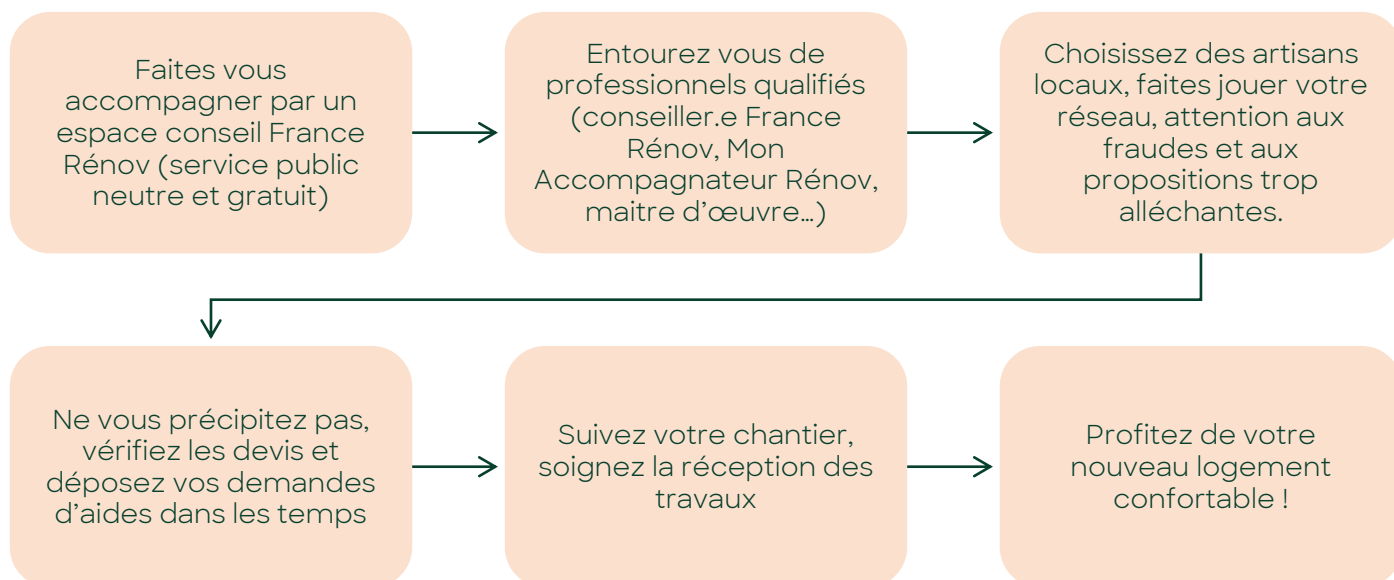 Faites vous
accompagner par un
espace conseil France
Rénov (service public
neutre et gratuit)
Entourez vous de
professionnels qualifiés
(conseiller.e France
Rénov, Mon
Accompagnateur Rénov,
maitre d'œuvre...)
Choisissez des artisans
locaux, faites jouer votre
réseau, attention aux
fraudes et aux
propositions trop
alléchantes.
Ne vous précipitez pas,
vérifiez les devis et
déposez vos demandes
d'aides dans les temps
Suivez votre chantier,
soignez la réception des
travaux
Profitez de votre
nouveau logement
confortable !